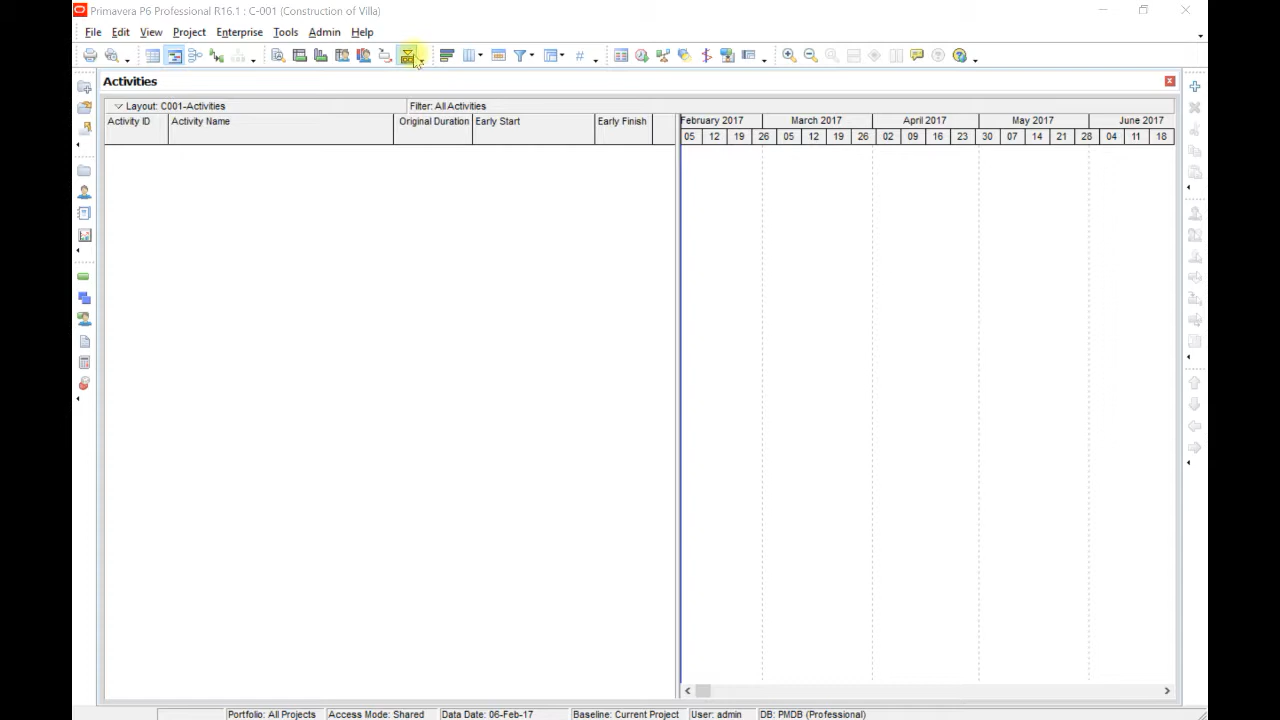 Primavera P6 Professional R16.1 : C-001 (Construction of Villa)
File Edit View Project Enterprise Tools Admin Help
Activities
Layout: C001-Activities Filter: All Activities
Activity ID Activity Name Original Duration Early Start Early Finish
February 2017 March 2017 April 2017 May 2017 June 2017
05 12 19 26 05 12 19 26 02 09 16 23 30 07 14 21 28 04 11 18
Portfolio: All Projects Access Mode: Shared Data Date: 06-Feb-17 Baseline: Current Project User: admin DB: PMDB (Professional)